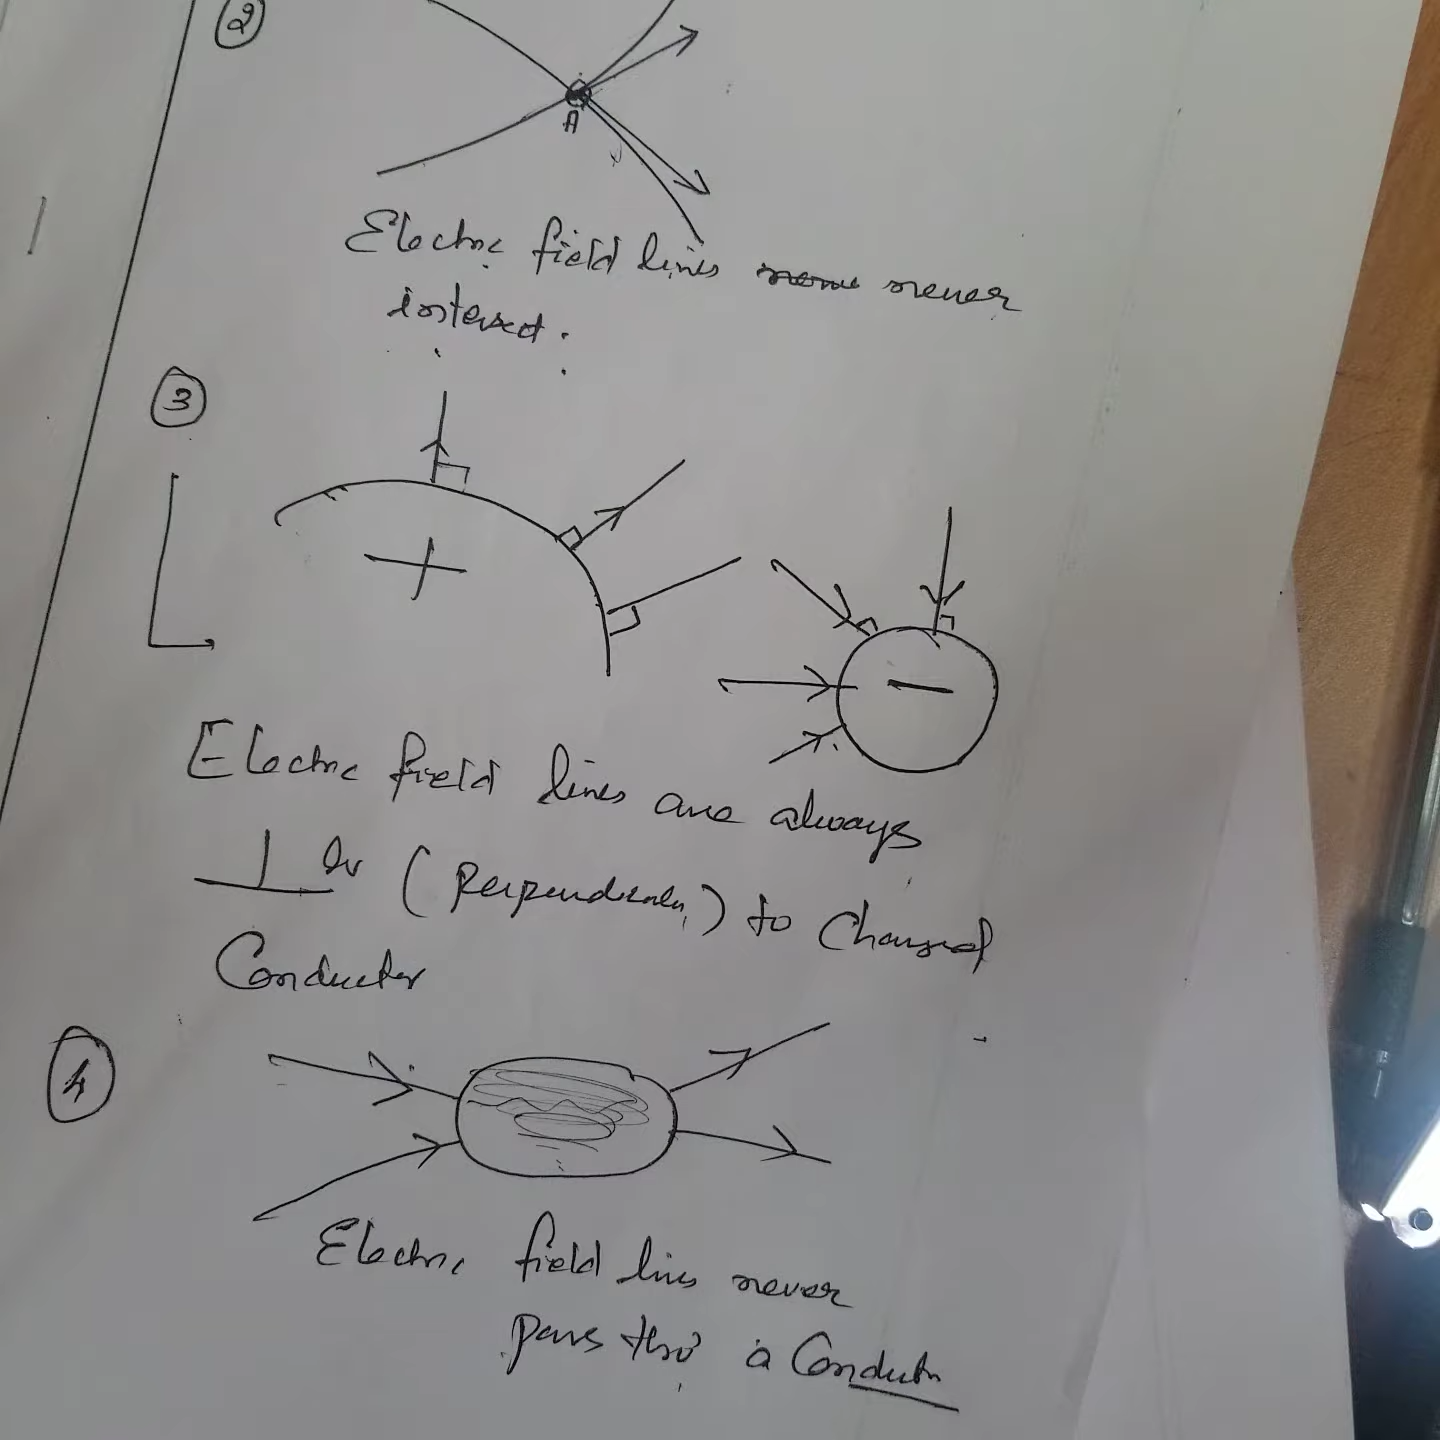 2
A
Electric field lines never
intersect.
3
+
−
Electric field lines are always
⊥ er (Perpendicular) to Charged
Conductor
4
Electric field lines never
pass thro' a Conductor